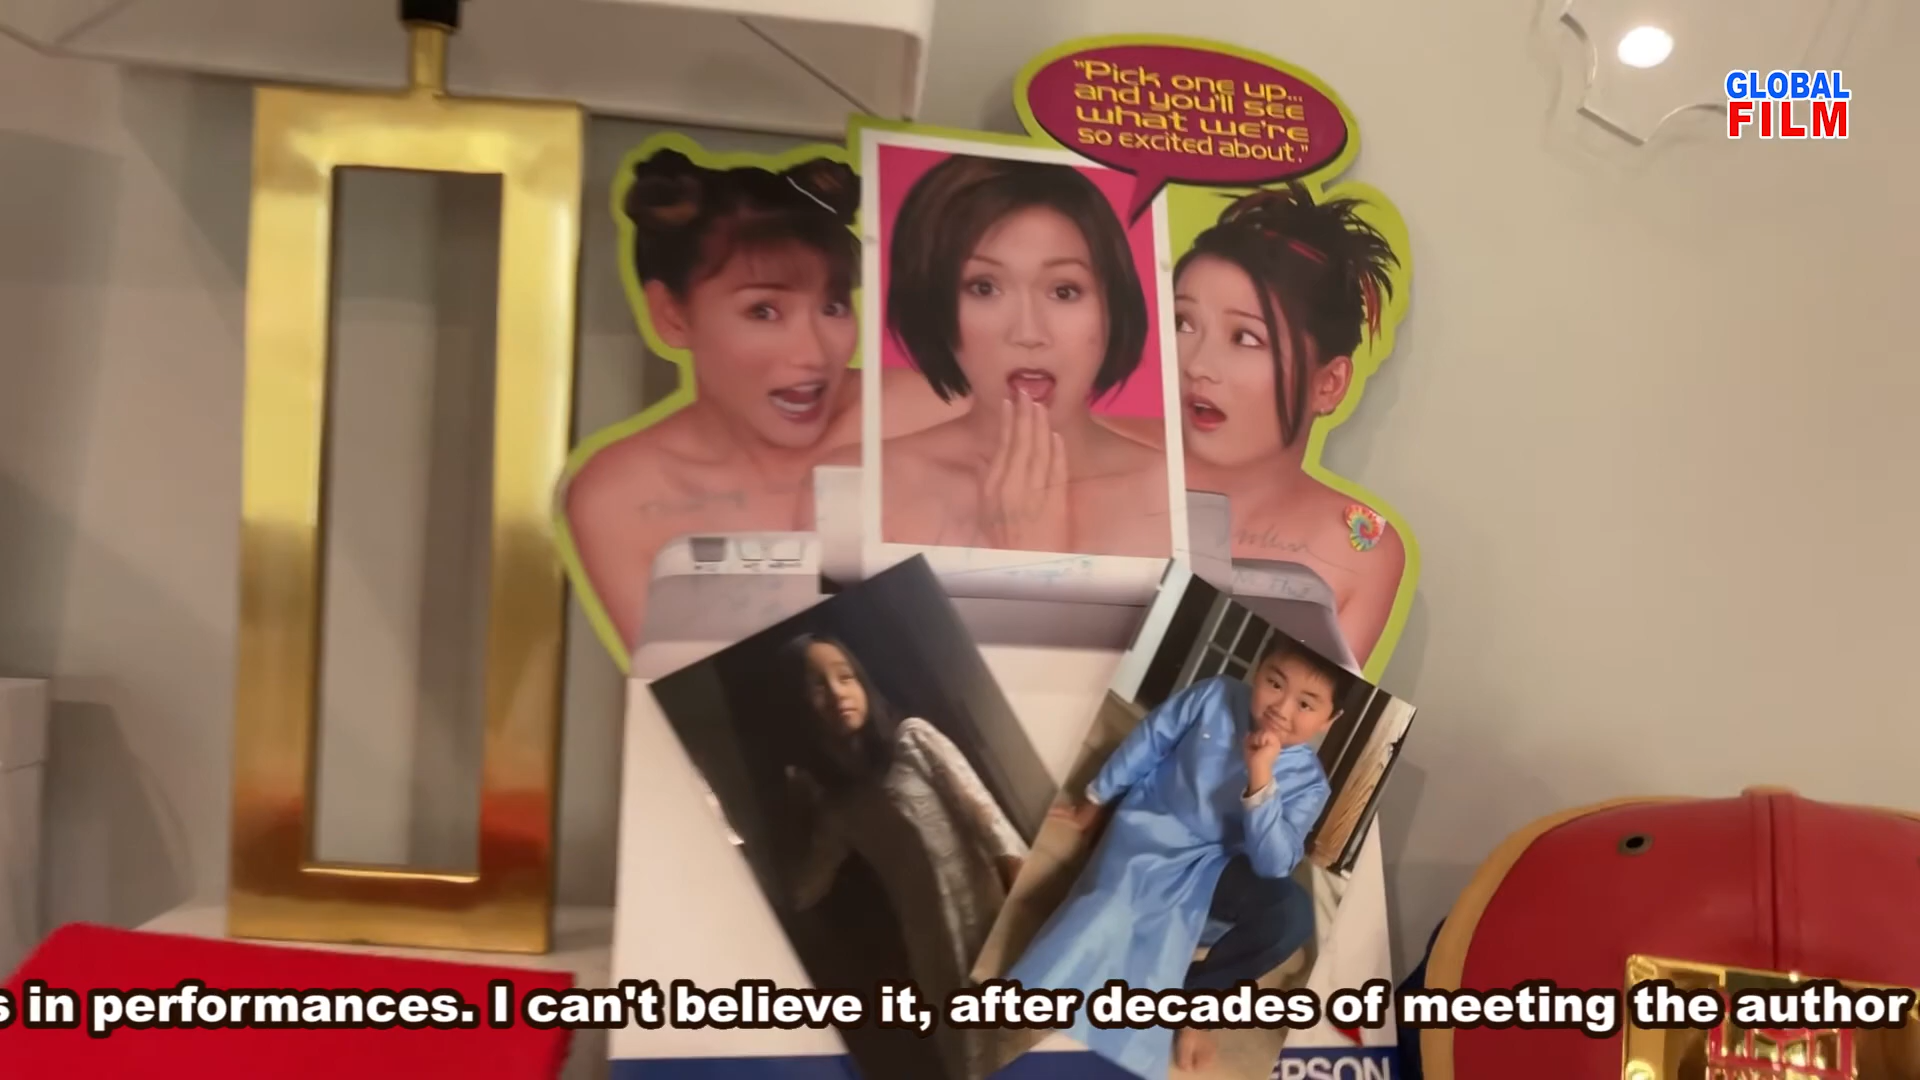 "Pick one up...
and you'll see
what we're
so excited about."
GLOBAL
FILM
s in performances. I can't believe it, after decades of meeting the author
EPSON